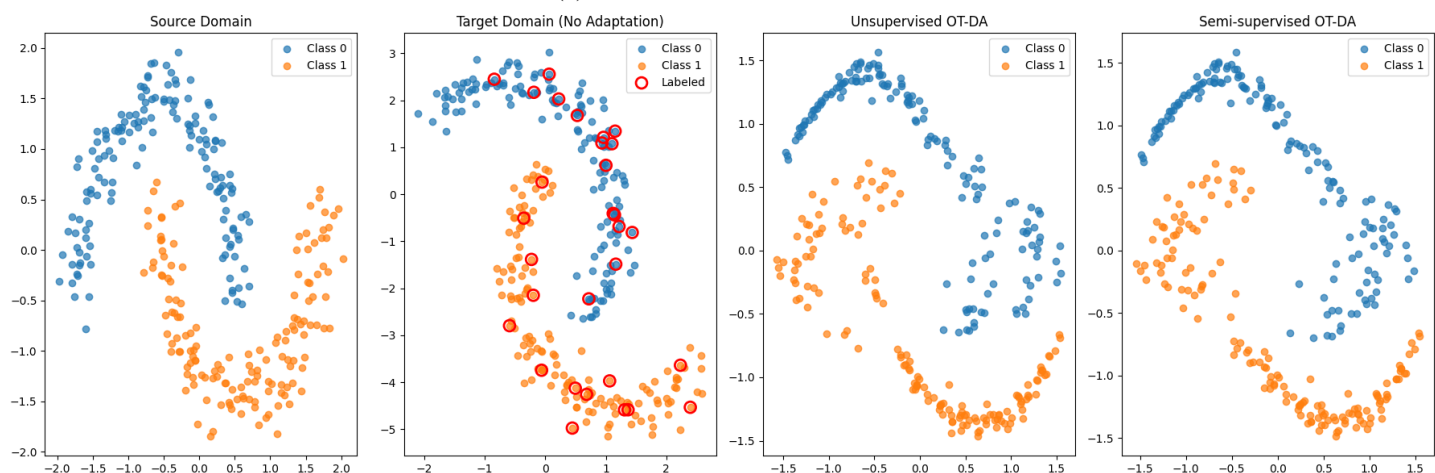 Source Domain
Class 0
Class 1
2.0
1.5
1.0
0.5
0.0
−0.5
−1.0
−1.5
−2.0
−2.0 −1.5 −1.0 −0.5 0.0 0.5 1.0 1.5 2.0
Target Domain (No Adaptation)
Class 0
Class 1
Labeled
3
2
1
0
−1
−2
−3
−4
−5
−2 −1 0 1 2
Unsupervised OT-DA
Class 0
Class 1
1.5
1.0
0.5
0.0
−0.5
−1.0
−1.5
−1.5 −1.0 −0.5 0.0 0.5 1.0 1.5
Semi-supervised OT-DA
Class 0
Class 1
1.5
1.0
0.5
0.0
−0.5
−1.0
−1.5
−1.5 −1.0 −0.5 0.0 0.5 1.0 1.5